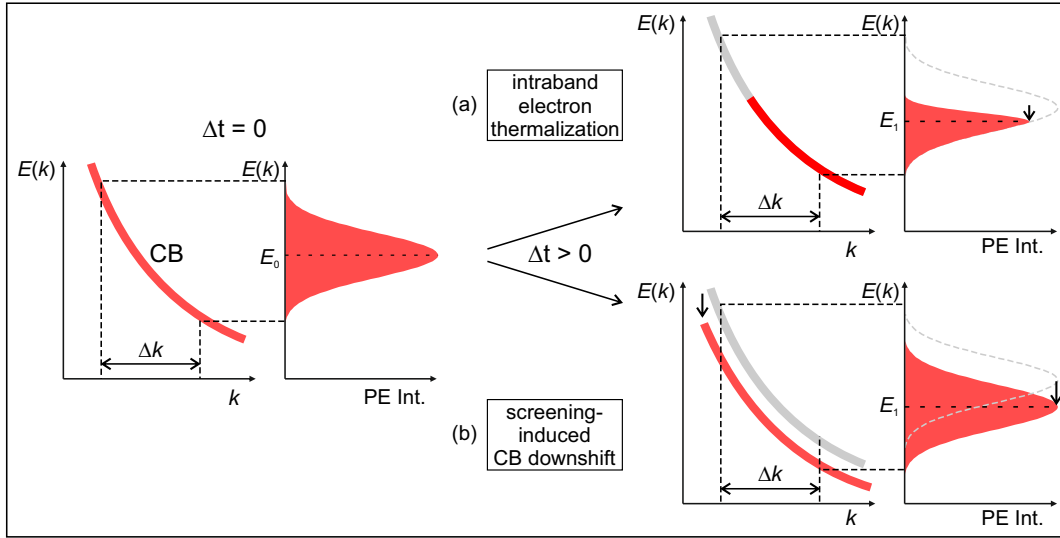 Δt = 0
E(k)
E(k)
CB
E₀
Δk
k
PE Int.
Δt > 0
(a)
intraband
electron
thermalization
E(k)
E(k)
E₁
Δk
k
PE Int.
(b)
screening-
induced
CB downshift
E(k)
E(k)
E₁
Δk
k
PE Int.